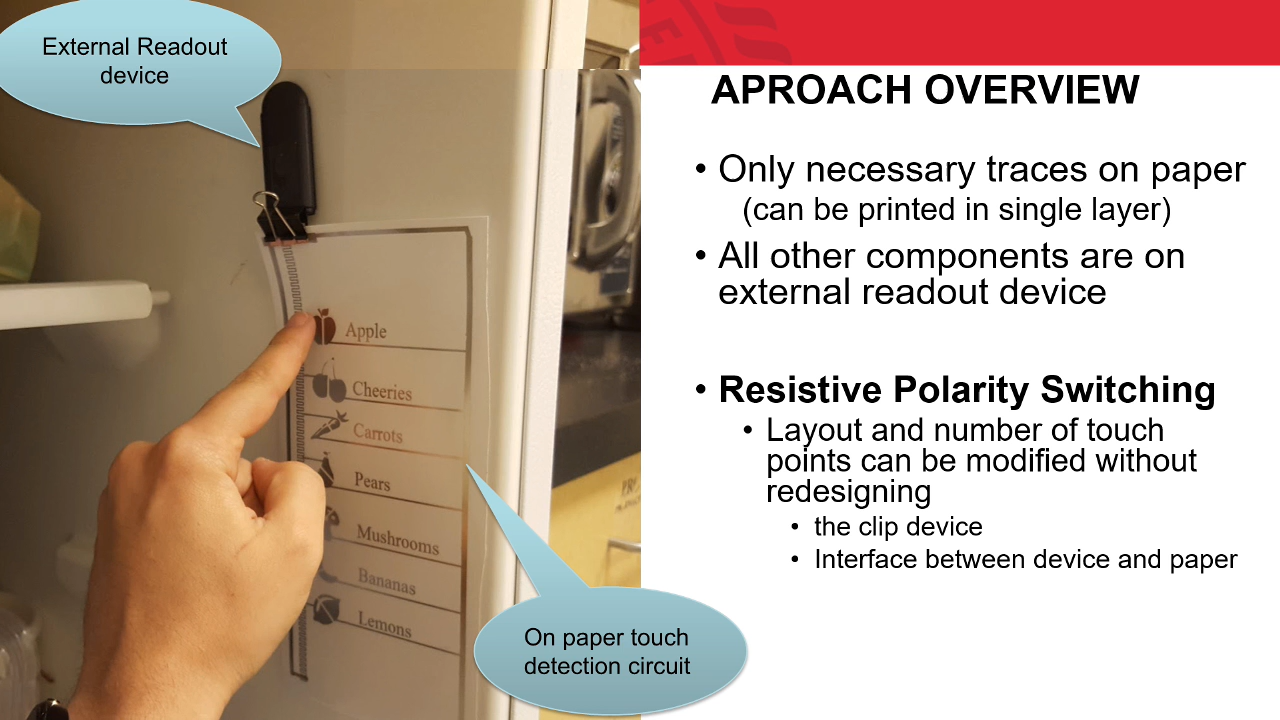 External Readout
device
APROACH OVERVIEW
• Only necessary traces on paper
(can be printed in single layer)
• All other components are on
external readout device
• Resistive Polarity Switching
• Layout and number of touch
points can be modified without
redesigning
• the clip device
• Interface between device and paper
Apple
Cheeries
Carrots
Pears
Mushrooms
Bananas
Lemons
On paper touch
detection circuit